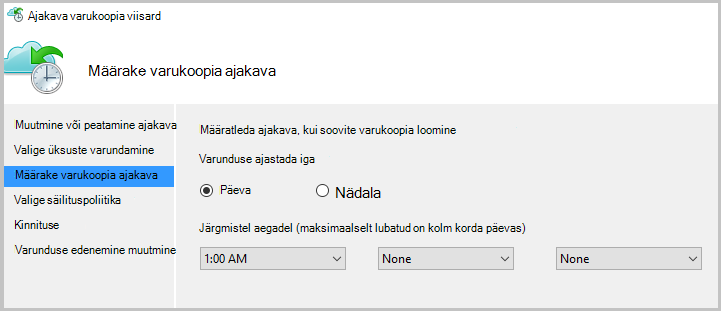 Ajakava varukoopia viisard
Määrake varukoopia ajakava
Muutmine või peatamine ajakava
Valige üksuste varundamine
Määrake varukoopia ajakava
Valige säilituspoliitika
Kinnituse
Varunduse edenemine muutmine
Määratleda ajakava, kui soovite varukoopia loomine
Varunduse ajastada iga
Päeva
Nädala
Järgmistel aegadel (maksimaalselt lubatud on kolm korda päevas)
1:00 AM
None
None